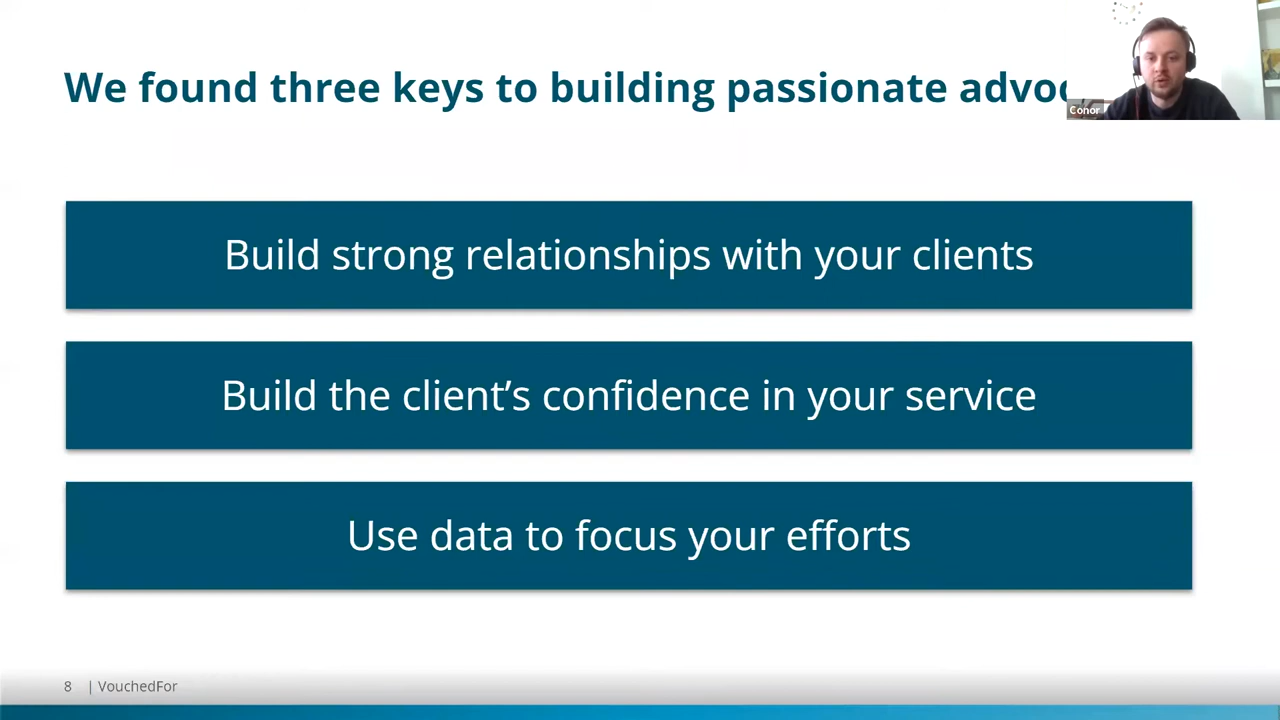 We found three keys to building passionate
Conor
Build strong relationships with your clients
Build the client’s confidence in your service
Use data to focus your efforts
8 | VouchedFor